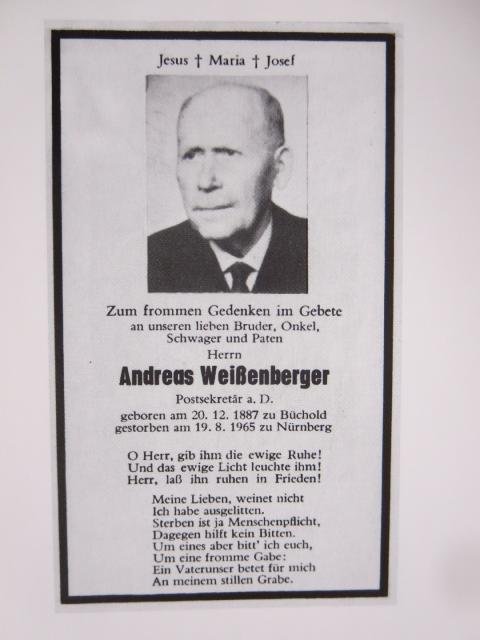 Jesus † Maria † Josef
Zum frommen Gedenken im Gebete
an unseren lieben Bruder, Onkel,
Schwager und Paten
Herrn
Andreas Weißenberger
Postsekretär a. D.
geboren am 20. 12. 1887 zu Büchold
gestorben am 19. 8. 1965 zu Nürnberg
O Herr, gib ihm die ewige Ruhe!
Und das ewige Licht leuchte ihm!
Herr, laß ihn ruhen in Frieden!
Meine Lieben, weinet nicht
Ich habe ausgelitten.
Sterben ist ja Menschenpflicht,
Dagegen hilft kein Bitten.
Um eines aber bitt' ich euch,
Um eine fromme Gabe:
Ein Vaterunser betet für mich
An meinem stillen Grabe.